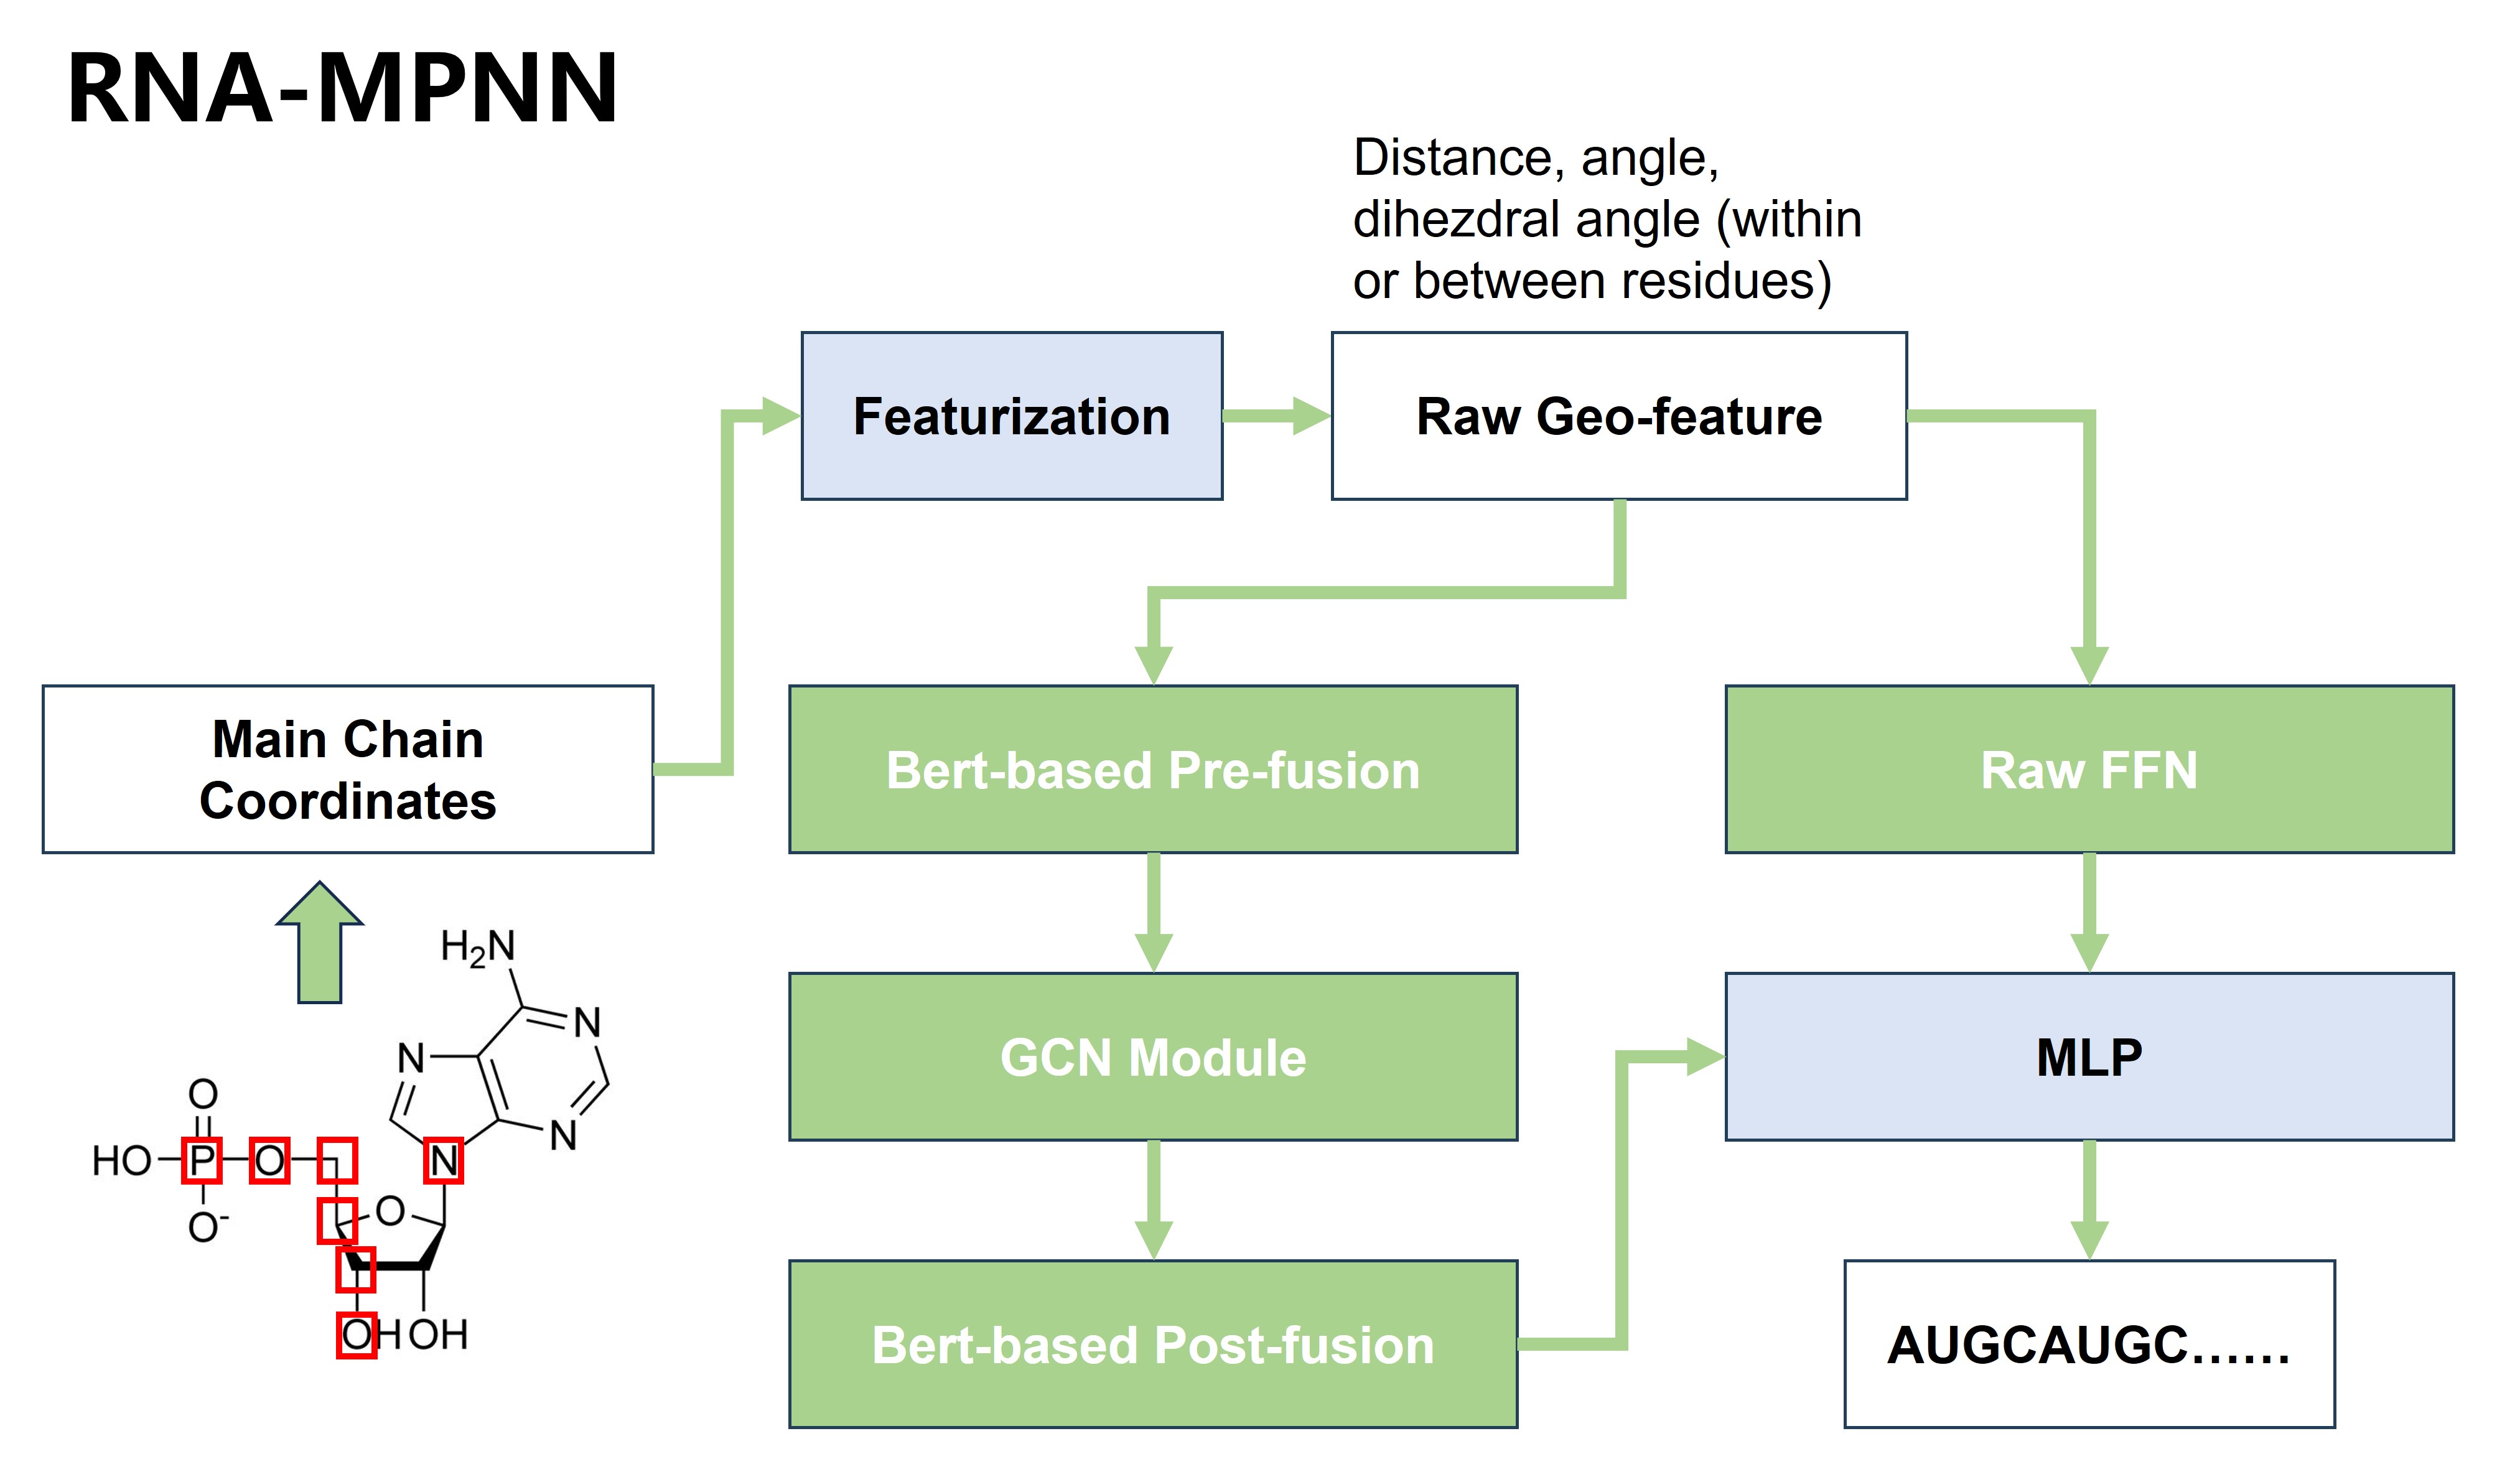 RNA-MPNN
Distance, angle,
dihezdral angle (within
or between residues)
Featurization
Raw Geo-feature
Main Chain
Coordinates
Bert-based Pre-fusion
Raw FFN
GCN Module
MLP
Bert-based Post-fusion
AUGCAUGC......
H₂N
N
N
N
O
HO P O N
O⁻
O
OH OH